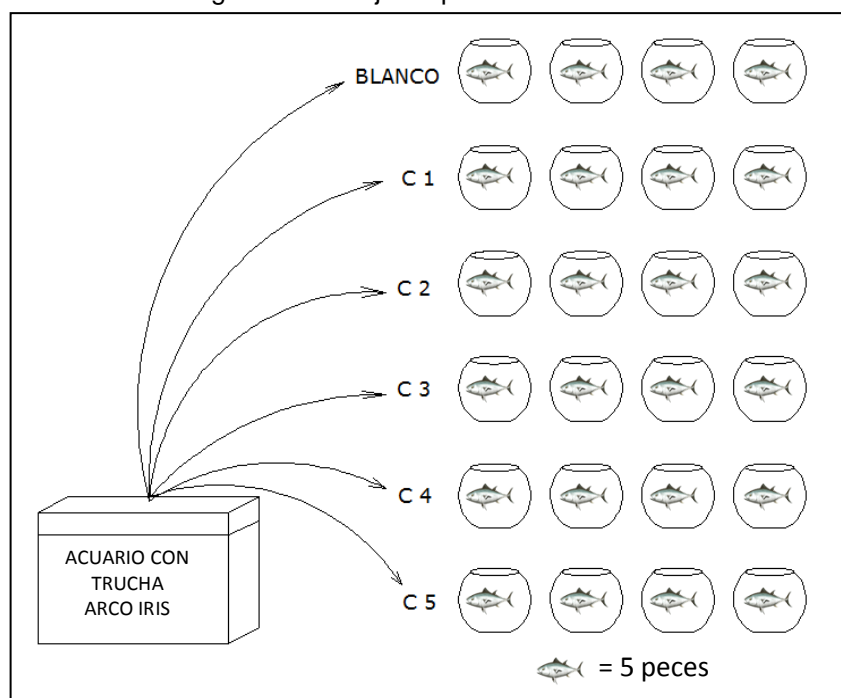 BLANCO
C 1
C 2
C 3
C 4
C 5
ACUARIO CON
TRUCHA
ARCO IRIS
= 5 peces